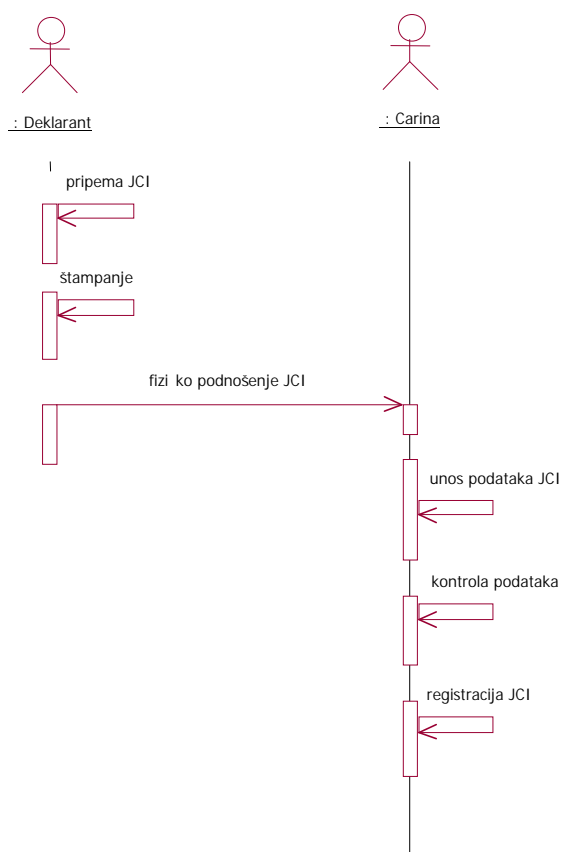 : Deklarant
: Carina
pripema JCI
štampanje
fizi ko podnošenje JCI
unos podataka JCI
kontrola podataka
registracija JCI